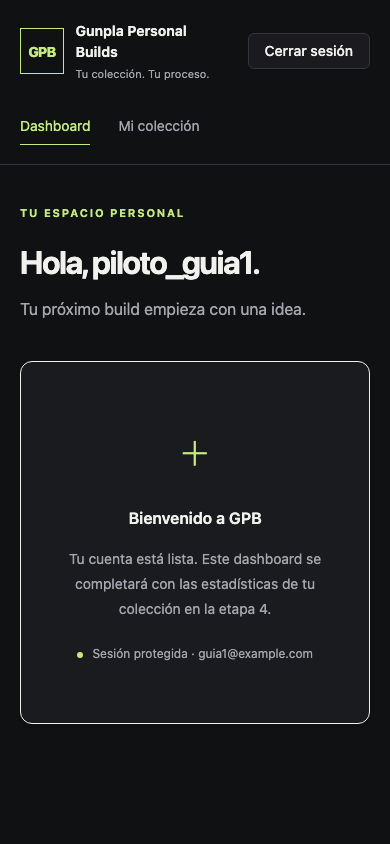 GPB
Gunpla Personal
Builds
Tu colección. Tu proceso.
Cerrar sesión
Dashboard
Mi colección
TU ESPACIO PERSONAL
Hola, piloto_guia1.
Tu próximo build empieza con una idea.
Bienvenido a GPB
Tu cuenta está lista. Este dashboard se
completará con las estadísticas de tu
colección en la etapa 4.
Sesión protegida · guia1@example.com